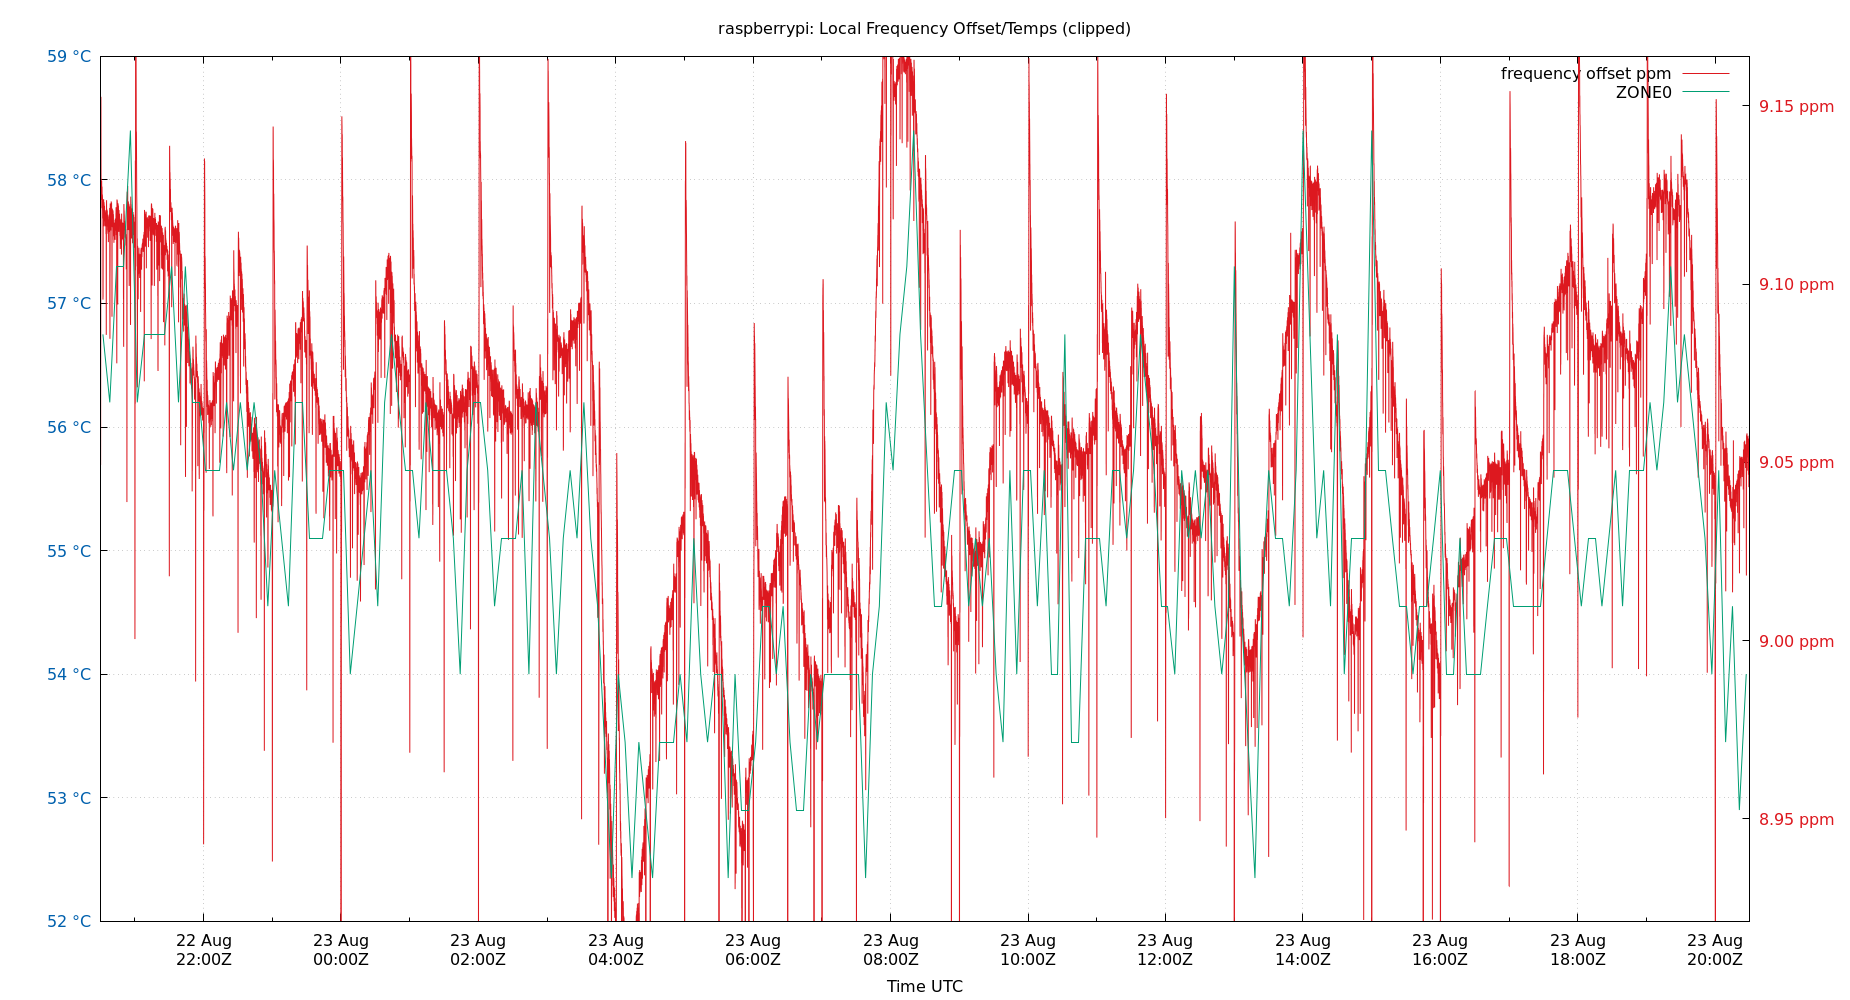 raspberrypi: Local Frequency Offset/Temps (clipped)
59 °C
58 °C
57 °C
56 °C
55 °C
54 °C
53 °C
52 °C
frequency offset ppm
ZONE0
9.15 ppm
9.10 ppm
9.05 ppm
9.00 ppm
8.95 ppm
22 Aug 23 Aug 23 Aug 23 Aug 23 Aug 23 Aug 23 Aug 23 Aug 23 Aug 23 Aug 23 Aug 23 Aug
22:00Z 00:00Z 02:00Z 04:00Z 06:00Z 08:00Z 10:00Z 12:00Z 14:00Z 16:00Z 18:00Z 20:00Z
Time UTC